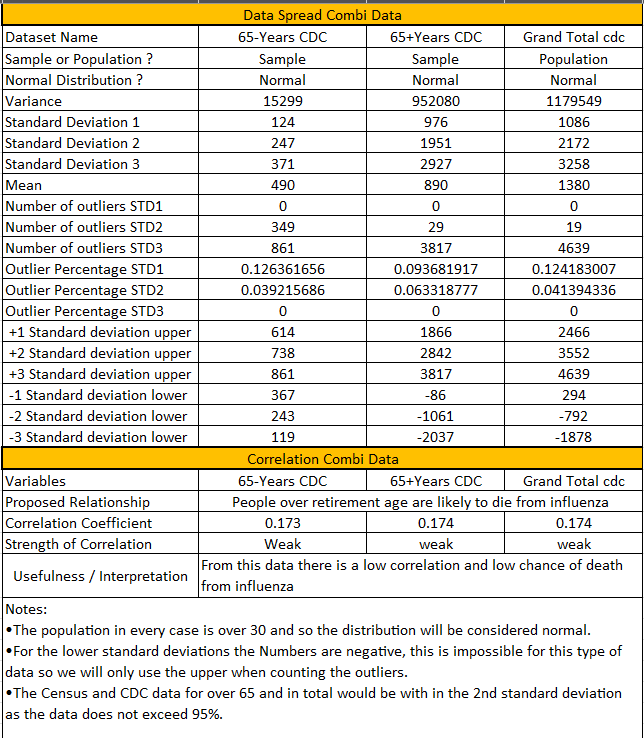 Data Spread Combi Data
Dataset Name 65-Years CDC 65+Years CDC Grand Total cdc
Sample or Population ? Sample Sample Population
Normal Distribution ? Normal Normal Normal
Variance 15299 952080 1179549
Standard Deviation 1 124 976 1086
Standard Deviation 2 247 1951 2172
Standard Deviation 3 371 2927 3258
Mean 490 890 1380
Number of outliers STD1 0 0 0
Number of outliers STD2 349 29 19
Number of outliers STD3 861 3817 4639
Outlier Percentage STD1 0.126361656 0.093681917 0.124183007
Outlier Percentage STD2 0.039215686 0.063318777 0.041394336
Outlier Percentage STD3 0 0 0
+1 Standard deviation upper 614 1866 2466
+2 Standard deviation upper 738 2842 3552
+3 Standard deviation upper 861 3817 4639
-1 Standard deviation lower 367 -86 294
-2 Standard deviation lower 243 -1061 -792
-3 Standard deviation lower 119 -2037 -1878
Correlation Combi Data
Variables 65-Years CDC 65+Years CDC Grand Total cdc
Proposed Relationship People over retirement age are likely to die from influenza
Correlation Coefficient 0.173 0.174 0.174
Strength of Correlation Weak weak weak
Usefulness / Interpretation From this data there is a low correlation and low chance of death
from influenza
Notes:
•The population in every case is over 30 and so the distribution will be considered normal.
•For the lower standard deviations the Numbers are negative, this is impossible for this type of
data so we will only use the upper when counting the outliers.
•The Census and CDC data for over 65 and in total would be with in the 2nd standard deviation
as the data does not exceed 95%.